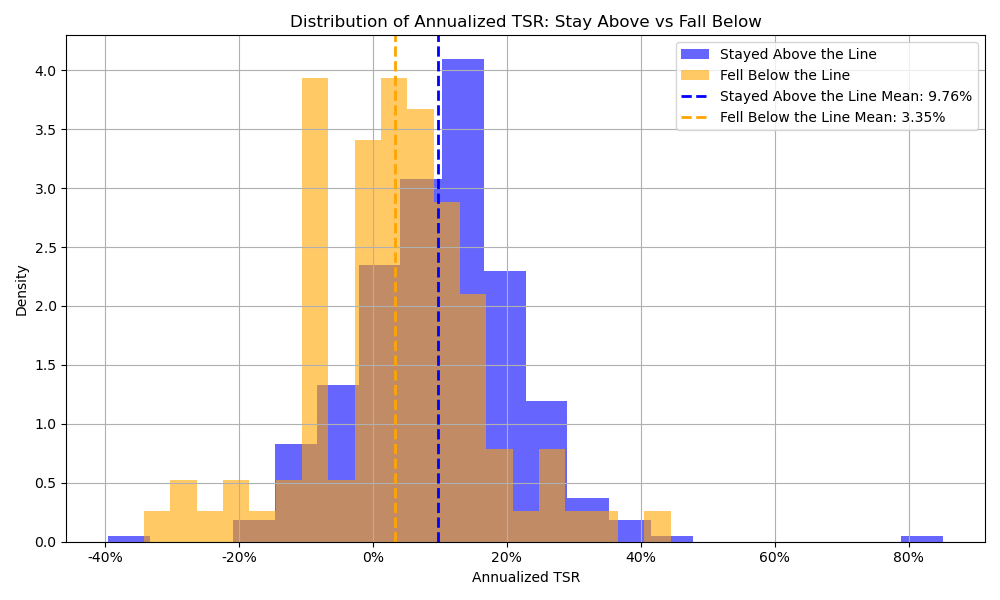 Distribution of Annualized TSR: Stay Above vs Fall Below
Stayed Above the Line
Fell Below the Line
Stayed Above the Line Mean: 9.76%
Fell Below the Line Mean: 3.35%
Density
4.0
3.5
3.0
2.5
2.0
1.5
1.0
0.5
0.0
-40% -20% 0% 20% 40% 60% 80%
Annualized TSR